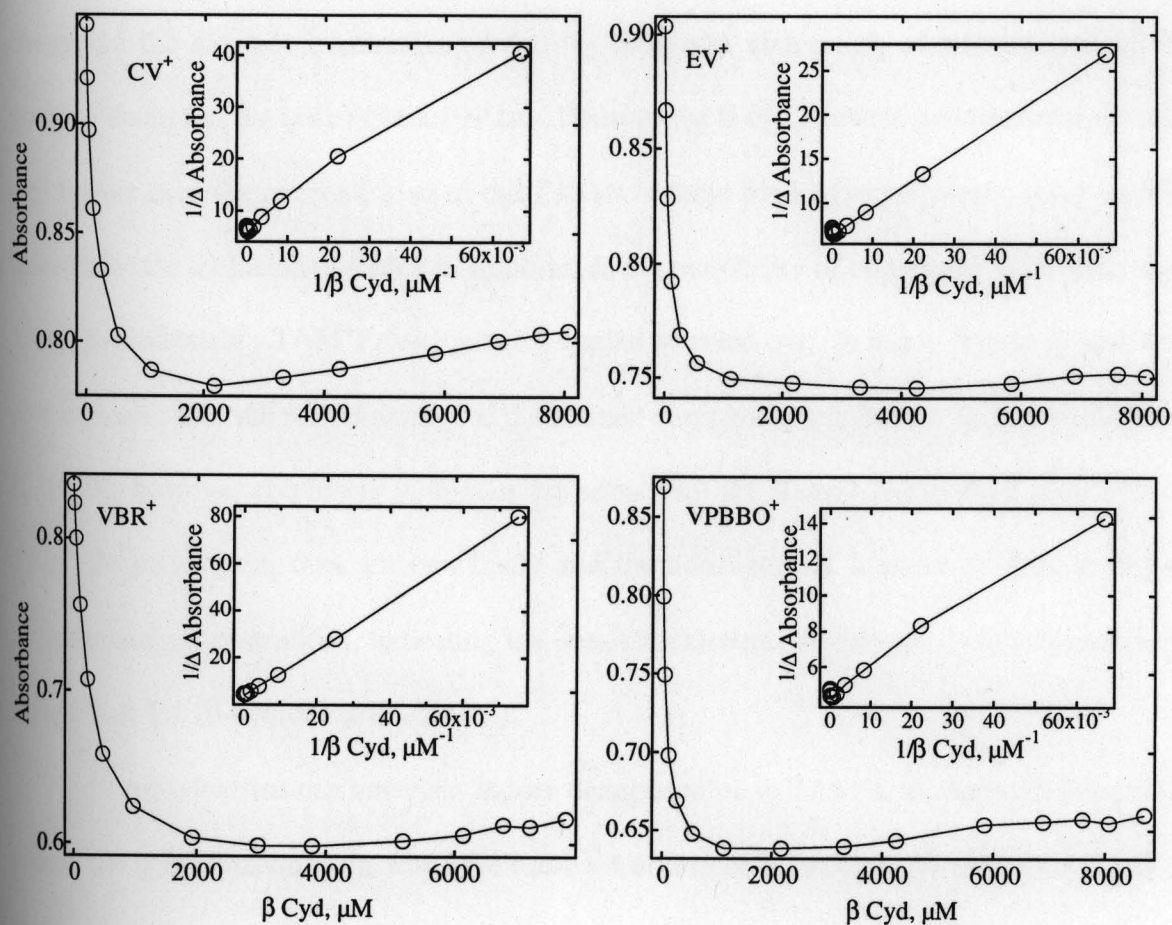 CV⁺
Absorbance
0.90
0.85
0.80
0 2000 4000 6000 8000
1/Δ Absorbance
40
30
20
10
0 10 20 30 40 60x10⁻³
1/β Cyd, μM⁻¹
EV⁺
0.90
0.85
0.80
0.75
0 2000 4000 6000 8000
1/Δ Absorbance
25
20
15
10
0 10 20 30 40 60x10⁻³
1/β Cyd, μM⁻¹
VBR⁺
Absorbance
0.8
0.7
0.6
0 2000 4000 6000
β Cyd, μM
1/Δ Absorbance
80
60
40
20
0 20 40 60x10⁻³
1/β Cyd, μM⁻¹
VPBBO⁺
0.85
0.80
0.75
0.70
0.65
0 2000 4000 6000 8000
β Cyd, μM
1/Δ Absorbance
14
12
10
8
6
0 10 20 30 40 60x10⁻³
1/β Cyd, μM⁻¹